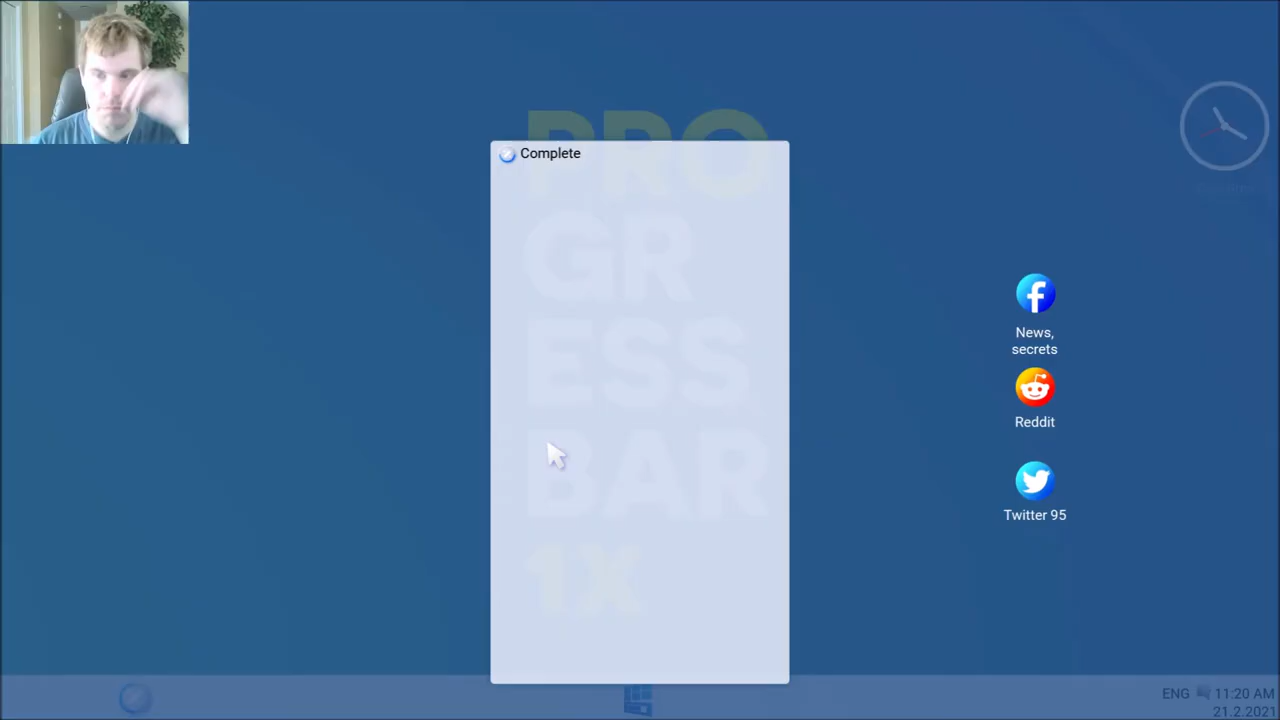 PRO
Complete
GR
ESS
BAR
1X
News,
secrets
Reddit
Twitter 95
ENG 11:20 AM
21.2.2021